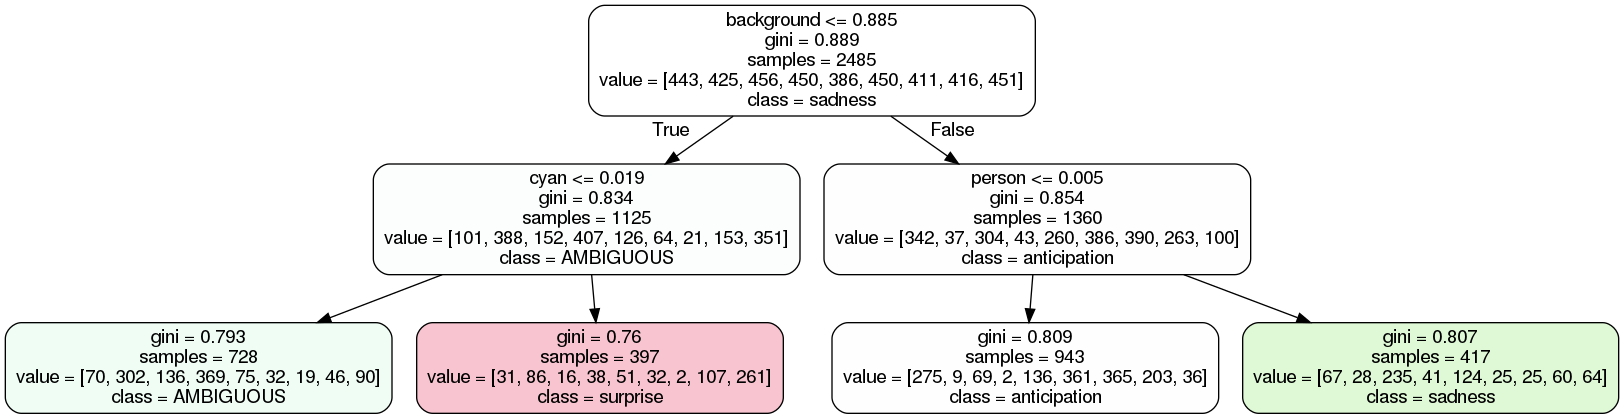 background <= 0.885
gini = 0.889
samples = 2485
value = [443, 425, 456, 450, 386, 450, 411, 416, 451]
class = sadness
True
False
cyan <= 0.019
gini = 0.834
samples = 1125
value = [101, 388, 152, 407, 126, 64, 21, 153, 351]
class = AMBIGUOUS
person <= 0.005
gini = 0.854
samples = 1360
value = [342, 37, 304, 43, 260, 386, 390, 263, 100]
class = anticipation
gini = 0.793
samples = 728
value = [70, 302, 136, 369, 75, 32, 19, 46, 90]
class = AMBIGUOUS
gini = 0.76
samples = 397
value = [31, 86, 16, 38, 51, 32, 2, 107, 261]
class = surprise
gini = 0.809
samples = 943
value = [275, 9, 69, 2, 136, 361, 365, 203, 36]
class = anticipation
gini = 0.807
samples = 417
value = [67, 28, 235, 41, 124, 25, 25, 60, 64]
class = sadness